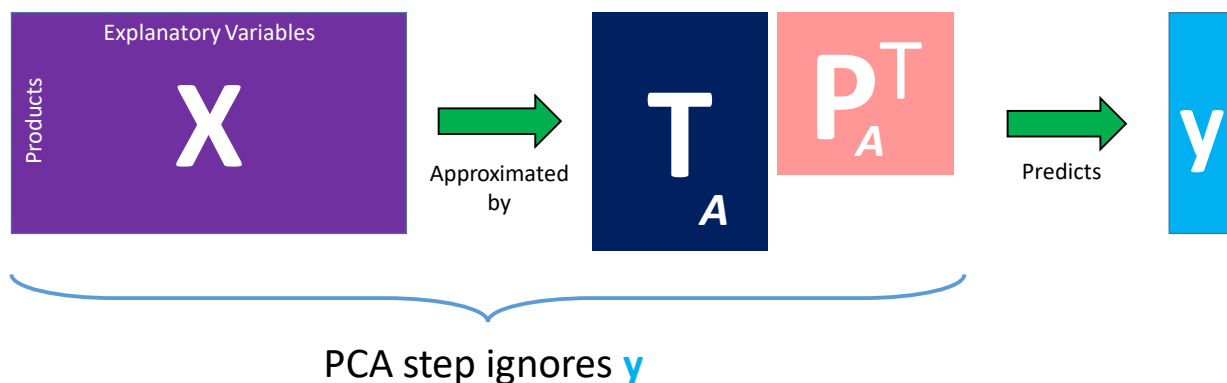 Explanatory Variables
Products
X
Approximated
by
T
A
P T
A
Predicts
y
PCA step ignores y